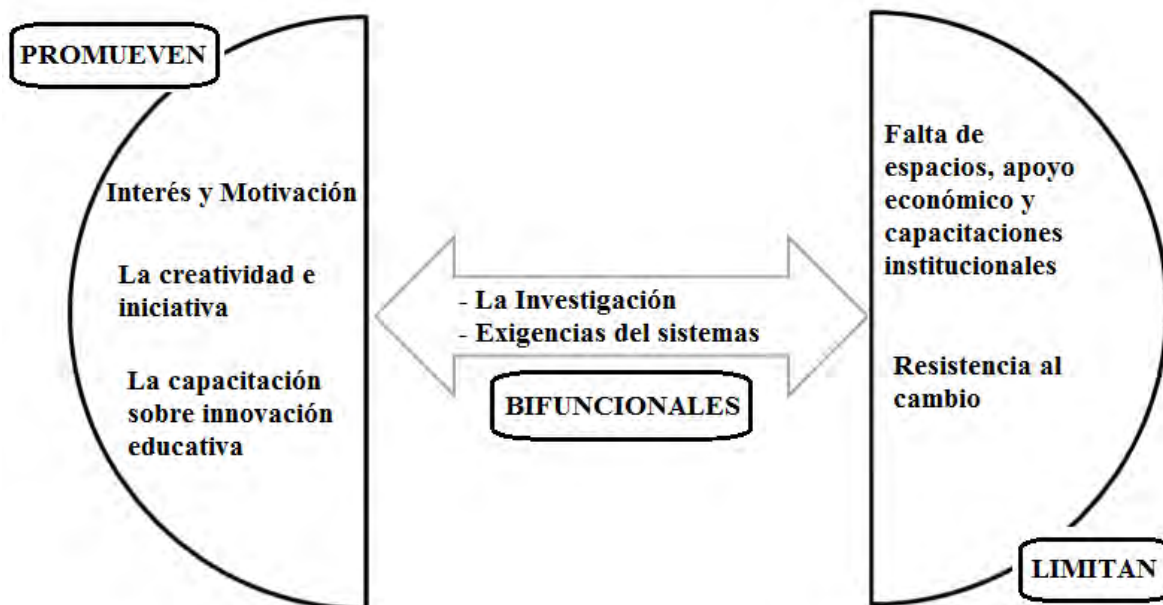 PROMUEVEN
Interés y Motivación
La creatividad e
iniciativa
La capacitación
sobre innovación
educativa
- La Investigación
- Exigencias del sistemas
BIFUNCIONALES
Falta de
espacios, apoyo
económico y
capacitaciones
institucionales
Resistencia al
cambio
LIMITAN